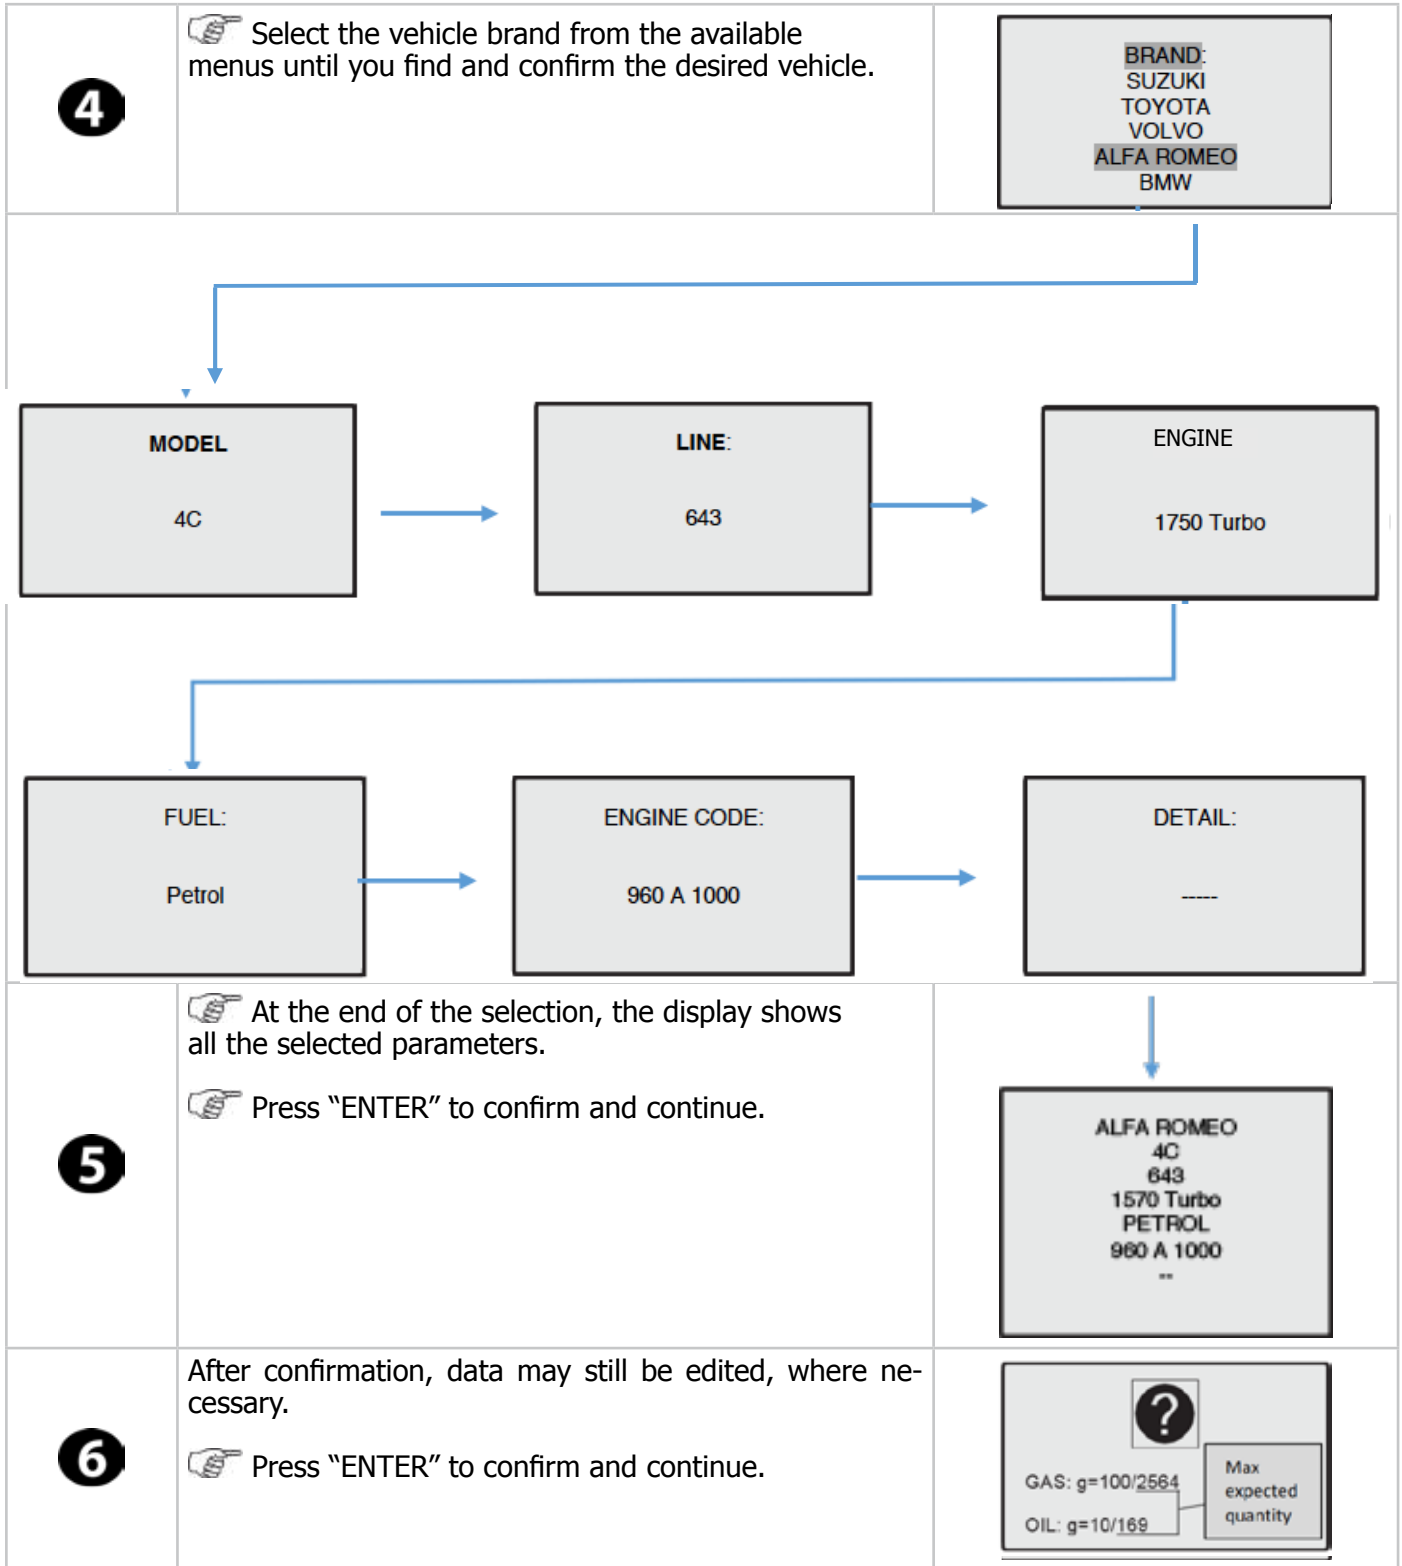 4
Select the vehicle brand from the available
menus until you find and confirm the desired vehicle.
BRAND:
SUZUKI
TOYOTA
VOLVO
ALFA ROMEO
BMW
MODEL
4C
LINE:
643
ENGINE
1750 Turbo
FUEL:
Petrol
ENGINE CODE:
960 A 1000
DETAIL:
-----
5
At the end of the selection, the display shows
all the selected parameters.
Press “ENTER” to confirm and continue.
ALFA ROMEO
4C
643
1570 Turbo
PETROL
960 A 1000
--
6
After confirmation, data may still be edited, where ne-
cessary.
Press “ENTER” to confirm and continue.
?
GAS: g=100/2564
OIL: g=10/169
Max
expected
quantity